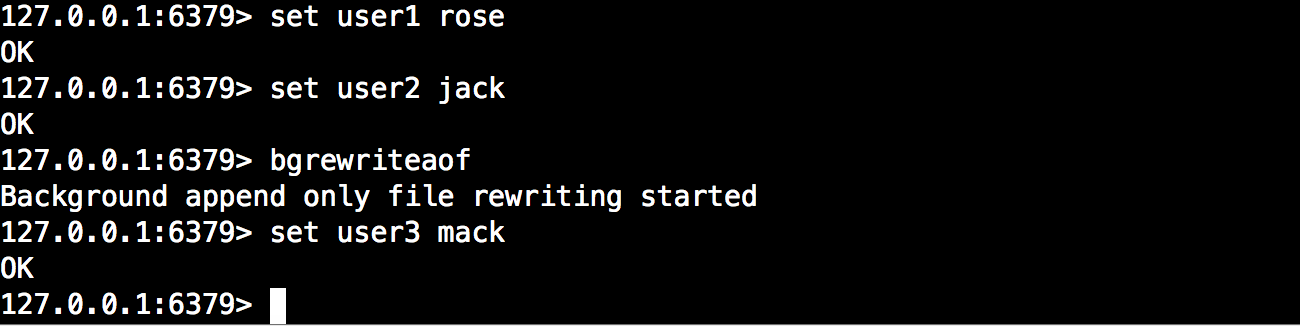 127.0.0.1:6379> set user1 rose
OK
127.0.0.1:6379> set user2 jack
OK
127.0.0.1:6379> bgrewriteaof
Background append only file rewriting started
127.0.0.1:6379> set user3 mack
OK
127.0.0.1:6379>